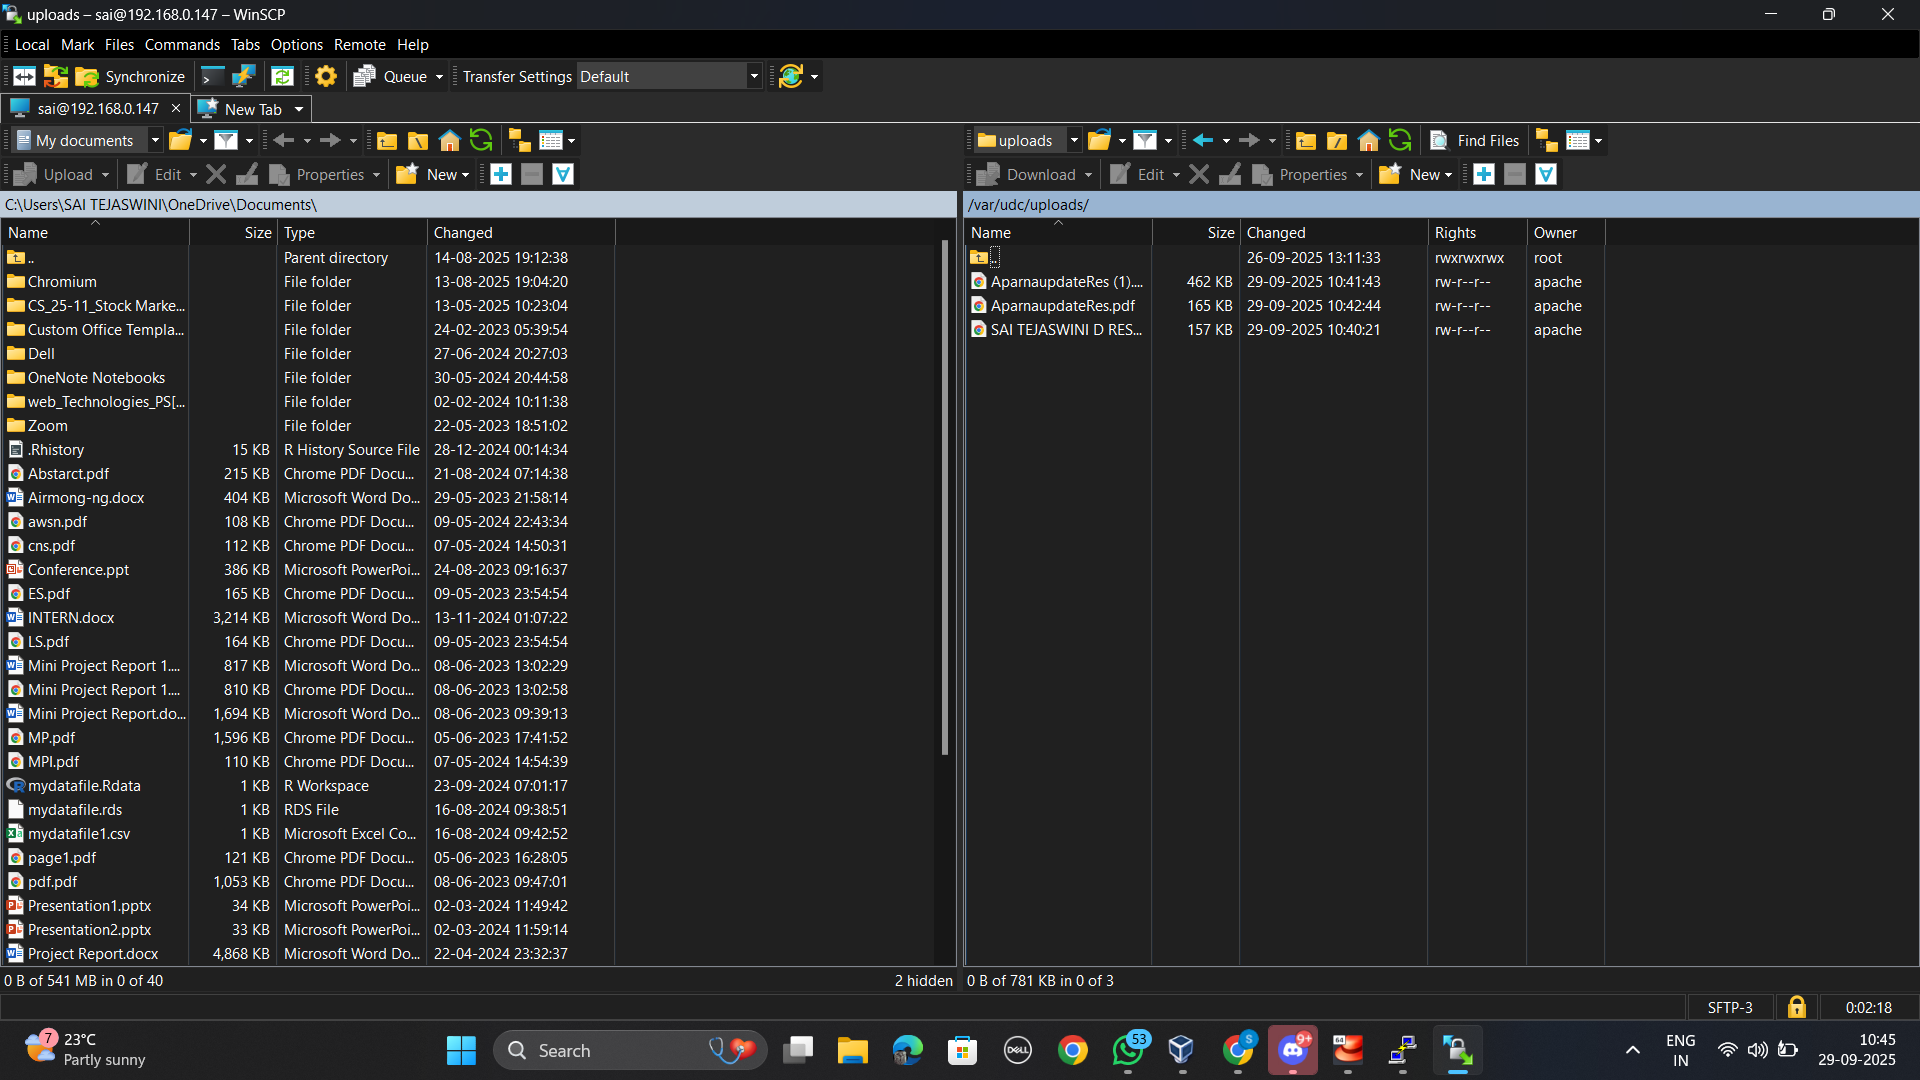 uploads – sai@192.168.0.147 – WinSCP
Local Mark Files Commands Tabs Options Remote Help
Synchronize Queue Transfer Settings Default
sai@192.168.0.147 New Tab
My documents
Upload Edit Properties New
C:\Users\SAI TEJASWINI\OneDrive\Documents\
Name Size Type Changed
.. Parent directory 14-08-2025 19:12:38
Chromium File folder 13-08-2025 19:04:20
CS_25-11_Stock Marke... File folder 13-05-2025 10:23:04
Custom Office Templa... File folder 24-02-2023 05:39:54
Dell File folder 27-06-2024 20:27:03
OneNote Notebooks File folder 30-05-2024 20:44:58
web_Technologies_PS[... File folder 02-02-2024 10:11:38
Zoom File folder 22-05-2023 18:51:02
.Rhistory 15 KB R History Source File 28-12-2024 00:14:34
Abstarct.pdf 215 KB Chrome PDF Docu... 21-08-2024 07:14:38
Airmong-ng.docx 404 KB Microsoft Word Do... 29-05-2023 21:58:14
awsn.pdf 108 KB Chrome PDF Docu... 09-05-2024 22:43:34
cns.pdf 112 KB Chrome PDF Docu... 07-05-2024 14:50:31
Conference.ppt 386 KB Microsoft PowerPoi... 24-08-2023 09:16:37
ES.pdf 165 KB Chrome PDF Docu... 09-05-2023 23:54:54
INTERN.docx 3,214 KB Microsoft Word Do... 13-11-2024 01:07:22
LS.pdf 164 KB Chrome PDF Docu... 09-05-2023 23:54:54
Mini Project Report 1.... 817 KB Microsoft Word Do... 08-06-2023 13:02:29
Mini Project Report 1.... 810 KB Chrome PDF Docu... 08-06-2023 13:02:58
Mini Project Report.do... 1,694 KB Microsoft Word Do... 08-06-2023 09:39:13
MP.pdf 1,596 KB Chrome PDF Docu... 05-06-2023 17:41:52
MPI.pdf 110 KB Chrome PDF Docu... 07-05-2024 14:54:39
mydatafile.Rdata 1 KB R Workspace 23-09-2024 07:01:17
mydatafile.rds 1 KB RDS File 16-08-2024 09:38:51
mydatafile1.csv 1 KB Microsoft Excel Co... 16-08-2024 09:42:52
page1.pdf 121 KB Chrome PDF Docu... 05-06-2023 16:28:05
pdf.pdf 1,053 KB Chrome PDF Docu... 08-06-2023 09:47:01
Presentation1.pptx 34 KB Microsoft PowerPoi... 02-03-2024 11:49:42
Presentation2.pptx 33 KB Microsoft PowerPoi... 02-03-2024 11:59:14
Project Report.docx 4,868 KB Microsoft Word Do... 22-04-2024 23:32:37
0 B of 541 MB in 0 of 40 2 hidden
uploads Find Files
Download Edit Properties New
/var/udc/uploads/
Name Size Changed Rights Owner
.. 26-09-2025 13:11:33 rwxrwxrwx root
AparnaupdateRes (1).... 462 KB 29-09-2025 10:41:43 rw-r--r-- apache
AparnaupdateRes.pdf 165 KB 29-09-2025 10:42:44 rw-r--r-- apache
SAI TEJASWINI D RES... 157 KB 29-09-2025 10:40:21 rw-r--r-- apache
0 B of 781 KB in 0 of 3
SFTP-3 0:02:18
7 23°C
Partly sunny
Search
DELL
53
S
9+
64
ENG
IN
10:45
29-09-2025